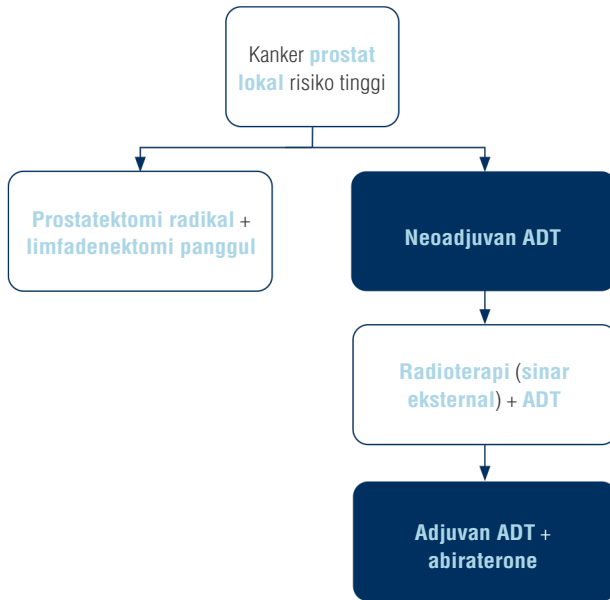 Kanker prostat
lokal risiko tinggi
Prostatektomi radikal +
limfadenektomi panggul
Neoadjuvan ADT
Radioterapi (sinar
eksternal) + ADT
Adjuvan ADT +
abiraterone